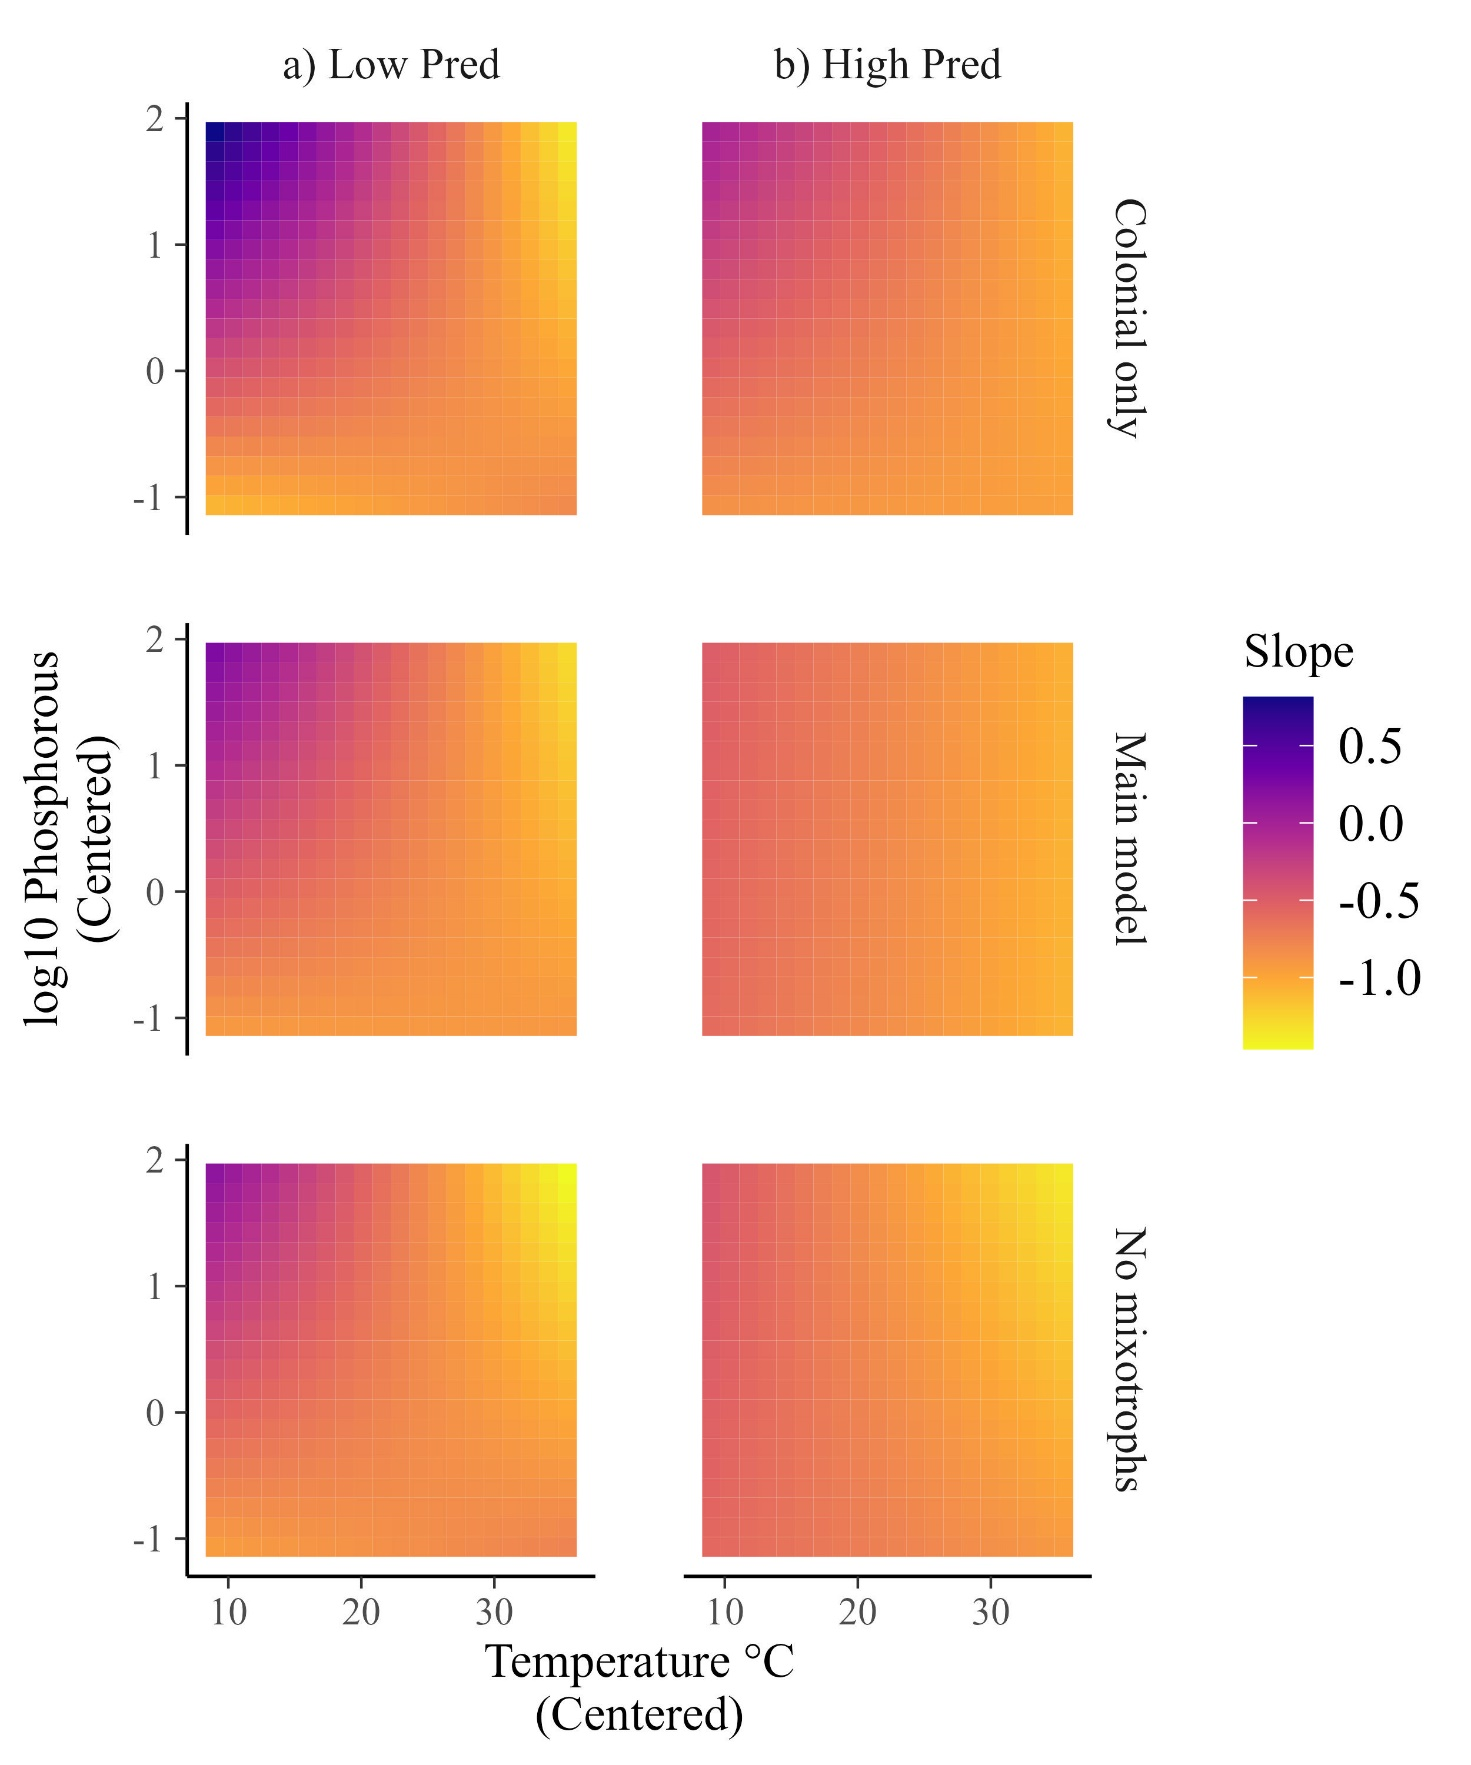 a) Low Pred
b) High Pred
2
1
0
-1
Colonial only
log10 Phosphorous
(Centered)
2
1
0
-1
Main model
Slope
0.5
0.0
-0.5
-1.0
2
1
0
-1
No mixotrophs
10
20
30
10
20
30
Temperature °C
(Centered)